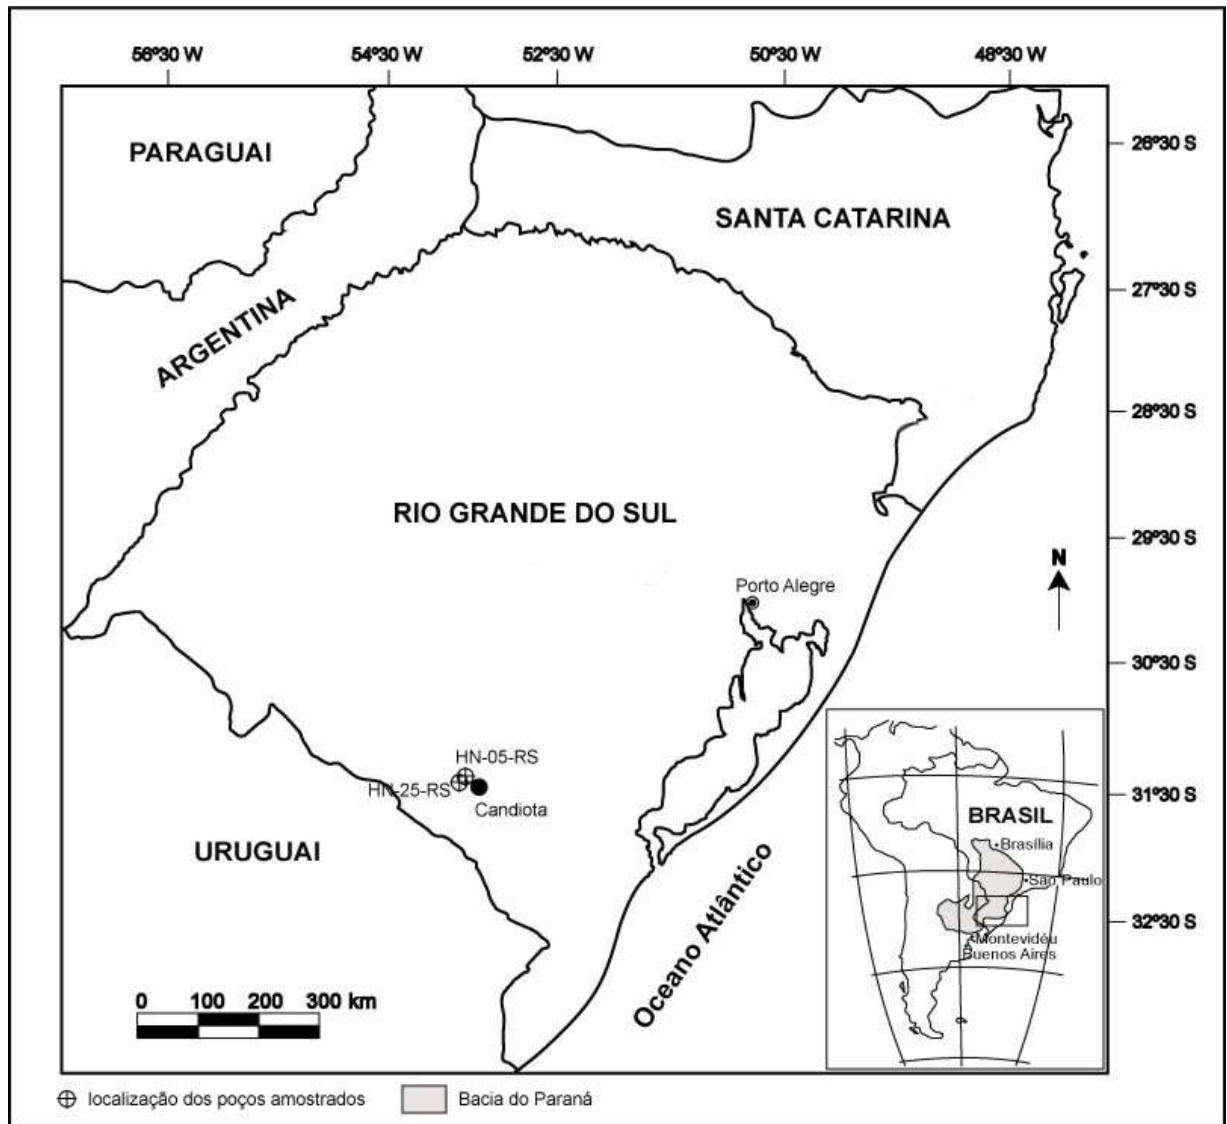 56º30 W 54º30 W 52º30 W 50º30 W 48º30 W
26º30 S
PARAGUAI
SANTA CATARINA
27º30 S
ARGENTINA
28º30 S
RIO GRANDE DO SUL
29º30 S
N
Porto Alegre
30º30 S
HN-05-RS
HN-25-RS
Candiota
31º30 S
URUGUAI
Oceano Atlântico
32º30 S
BRASIL
Brasília
São Paulo
Montevidéu
Buenos Aires
0 100 200 300 km
localização dos poços amostrados
Bacia do Paraná